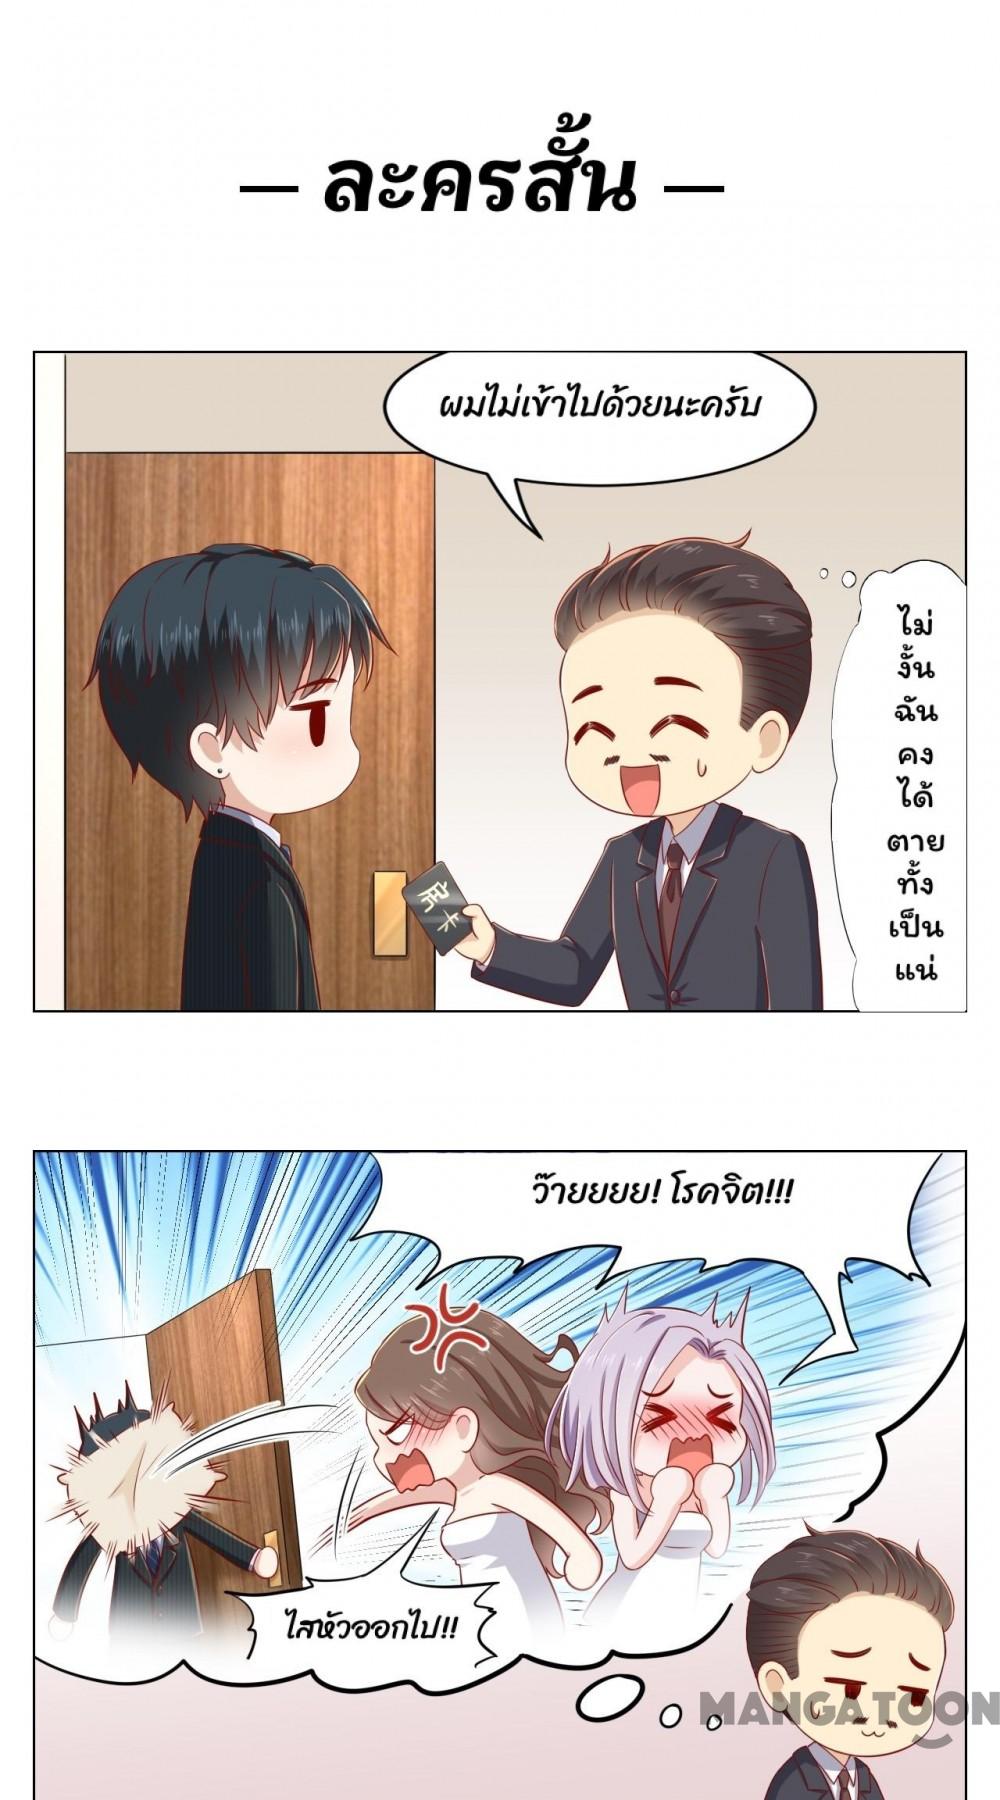 — ละครสั้น —
ผมไม่เข้าไปด้วยนะครับ
ไม่
งั้น
ฉัน
คง
ได้
ตาย
ทั้ง
เป็น
แน่
房卡
ว๊ายยยย! โรคจิต!!!
ไสหัวออกไป!!
MANGATOON